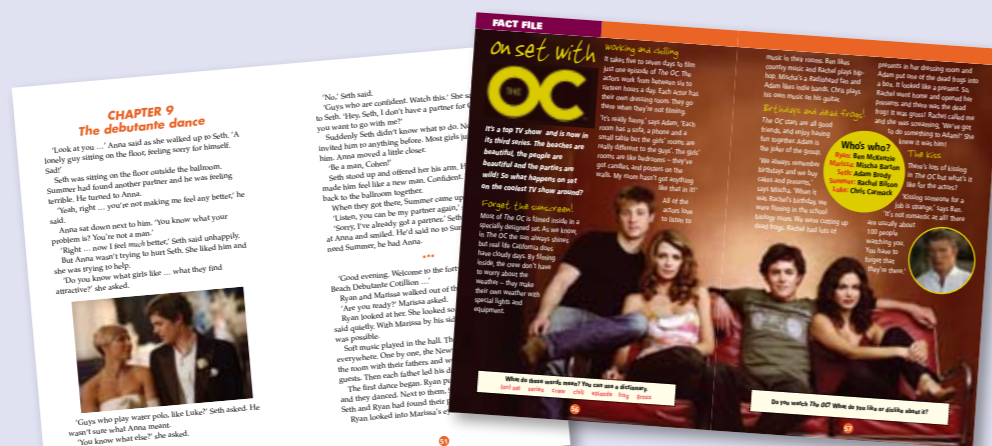 CHAPTER 9
The debutante dance
'Look at you …' Anna said as she walked up to Seth. 'A
lonely guy sitting on the floor, feeling sorry for himself.
Sad!'
Seth was sitting on the floor outside the ballroom.
Summer had found another partner and he was feeling
terrible. He turned to Anna.
'Yeah, right … you're not making me feel any better,' he
said.
Anna sat down next to him. 'You know what your
problem is? You're not a man.'
'Right … now I feel much better,' Seth said unhappily.
But Anna wasn't trying to hurt Seth. She liked him and
she was trying to help.
'Do you know what girls like … what they find
attractive?' she asked.
'Guys who play water polo, like Luke?' Seth asked. He
wasn't sure what Anna meant.
'You know what else?' she asked.
'No,' Seth said.
'Guys who are confident. Watch this.' She
to Seth. 'Hey, Seth, I don't have a partner for
you want to go with me?'
Suddenly Seth didn't know what to do. No
invited him to anything before. Most girls ju
him. Anna moved a little closer.
'Be a man, Cohen!'
Seth stood up and offered her his arm. H
made him feel like a new man. Confident.
back to the ballroom together.
When they got there, Summer came up
'Listen, you can be my partner again,'
'Sorry, I've already got a partner,' Seth
at Anna and smiled. He'd said no to Sum
need Summer, he had Anna.
***
'Good evening. Welcome to the fort
Beach Debutante Cotillion …'
Ryan and Marissa walked out of th
'Are you ready?' Marissa asked.
Ryan looked at her. She looked so
said quietly. With Marissa by his sid
was possible.
Soft music played in the hall. Th
everywhere. One by one, the New
the room with their fathers and w
guests. Then each father led his d
The first dance began. Ryan pu
and they danced. Next to them,
Seth and Ryan had found their p
Ryan looked into Marissa's ey
51
FACT FILE
on set with
THE
OC
It's a top TV show and is now in
its third series. The beaches are
beautiful, the people are
beautiful and the parties are
wild! So what happens on set
on the coolest TV show around?
Forget the sunscreen!
Most of The OC is filmed inside in a
specially designed set. As we know,
in The OC the sun always shines
but real life California does
have cloudy days. By filming
inside, the crew don't have
to worry about the
weather – they make
their own weather with
special lights and
equipment.
Working and chilling
It takes five to seven days to film
just one episode of The OC. The
actors work from between six to
sixteen hours a day. Each actor has
their own dressing room. They go
there when they're not filming.
'It's really funny,' says Adam. 'Each
room has a sofa, a phone and a
small table but the girls' rooms are
really different to the guys'. The girls'
rooms are like bedrooms – they've
got candles, and posters on the
walls. My room hasn't got anything
like that in it!'
All of the
actors love
to listen to
What do these words mean? You can use a dictionary.
(on) set series crew chill episode frog gross
56
music in their rooms. Ben likes
country music and Rachel plays hip-
hop. Mischa's a Radiohead fan and
Adam likes indie bands. Chris plays
his own music on his guitar.
Birthdays and dead frogs!
The OC stars are all good
friends, and enjoy having
fun together. Adam is
the joker of the group.
'We always remember
birthdays and we buy
cakes and presents,'
says Mischa. 'When it
was Rachel's birthday, we
were filming in the school
biology room. We were cutting up
dead frogs. Rachel had lots of
presents in her dressing room and
Adam put one of the dead frogs into
a box. It looked like a present. So,
Rachel went home and opened her
presents and there was the dead
frog. It was gross! Rachel called me
and she was screaming, 'We've got
to do something to Adam!' She
knew it was him!
Who's who?
Ryan: Ben McKenzie
Marissa: Mischa Barton
Seth: Adam Brody
Summer: Rachel Bilson
Luke: Chris Carmack
The kiss
There's lots of kissing
in The OC but what's it
like for the actors?
'Kissing someone for a
job is strange,' says Ben.
'It's not romantic at all! There
are usually about
100 people
watching you.
You have to
forget that
they're there.'
Do you watch The OC? What do you like or dislike about it?
57